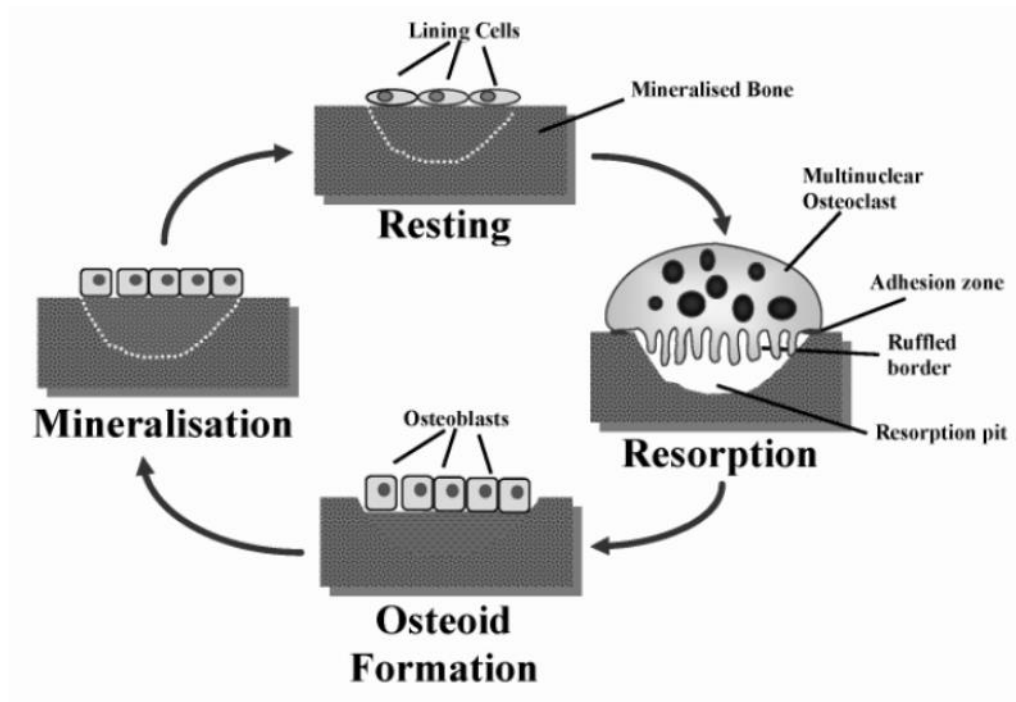 Lining Cells
Mineralised Bone
Resting
Multinuclear
Osteoclast
Adhesion zone
Ruffled
border
Resorption pit
Resorption
Mineralisation
Osteoblasts
Osteoid
Formation